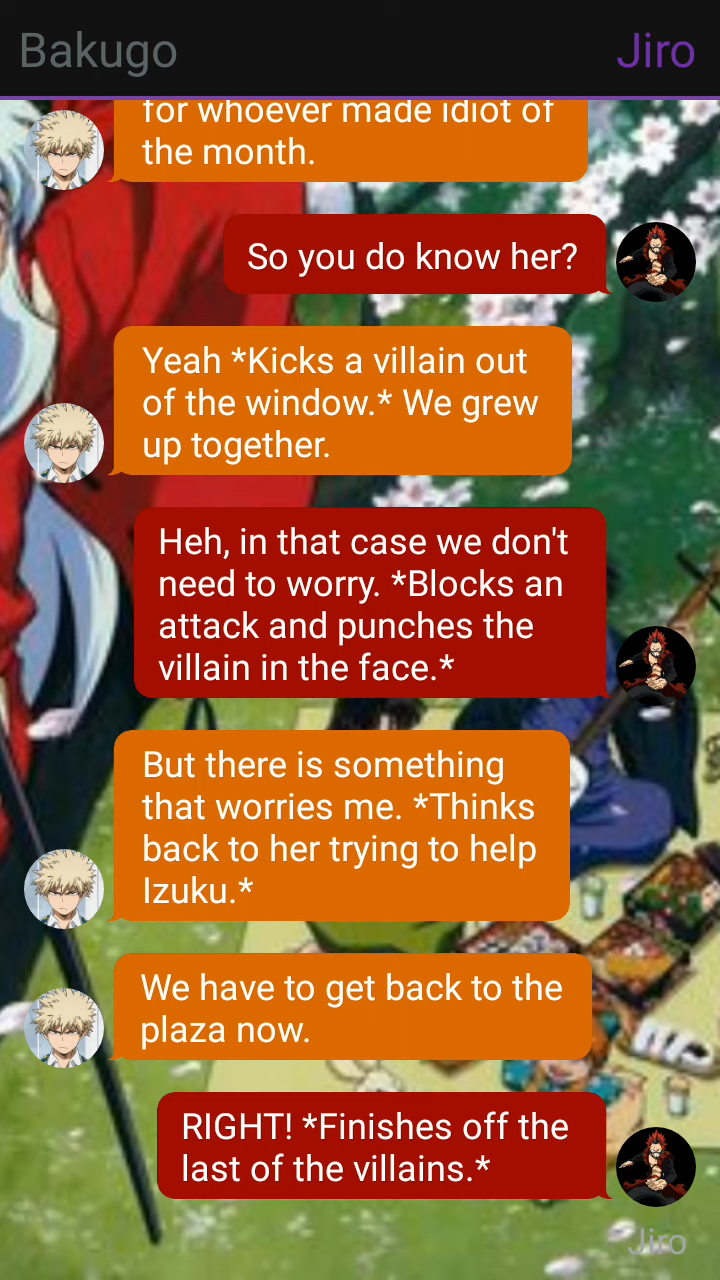 Bakugo
Jiro
for whoever made idiot of
the month.
So you do know her?
Yeah *Kicks a villain out
of the window.* We grew
up together.
Heh, in that case we don't
need to worry. *Blocks an
attack and punches the
villain in the face.*
But there is something
that worries me. *Thinks
back to her trying to help
Izuku.*
We have to get back to the
plaza now.
RIGHT! *Finishes off the
last of the villains.*
Jiro